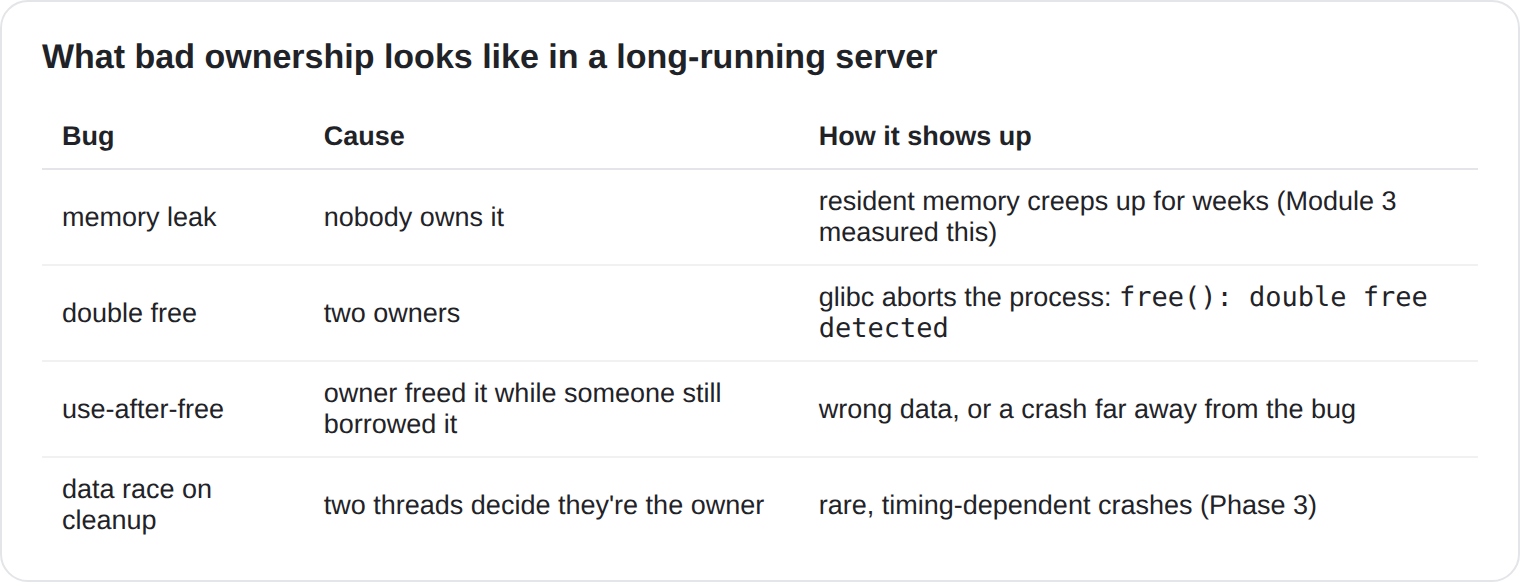 What bad ownership looks like in a long-running server
Bug Cause How it shows up
memory leak nobody owns it resident memory creeps up for weeks (Module 3
measured this)
double free two owners glibc aborts the process: free(): double free
detected
use-after-free owner freed it while someone still
borrowed it wrong data, or a crash far away from the bug
data race on
cleanup two threads decide they're the owner rare, timing-dependent crashes (Phase 3)